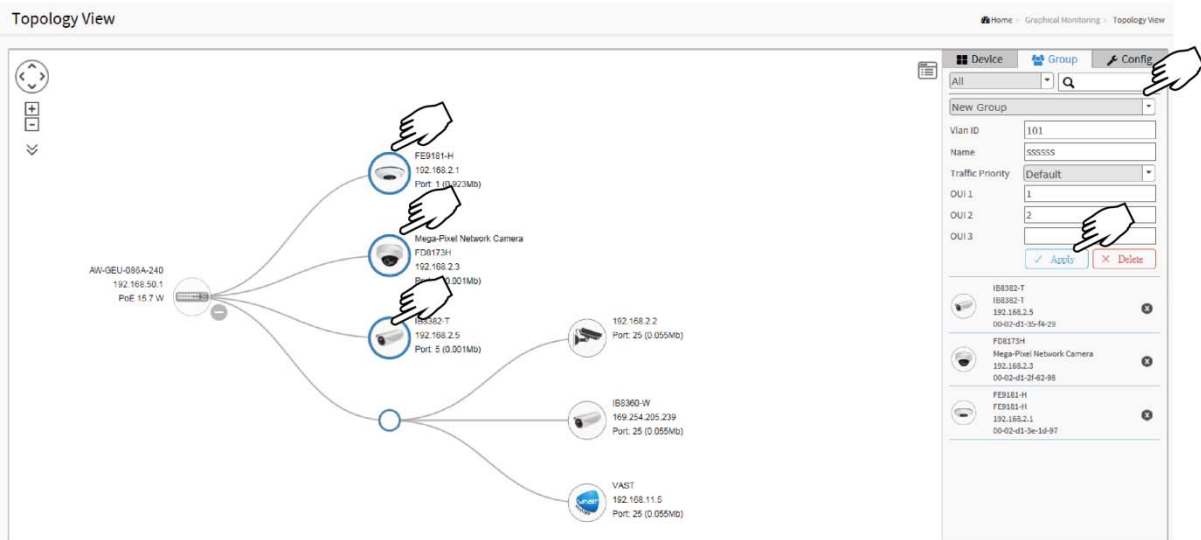 Topology View
Home > Graphical Monitoring > Topology View
FE9181-H
192.168.2.1
Port: 1 (0.923Mb)
Mega-Pixel Network Camera
FD8173H
192.168.2.3
(0.001Mb)
AW-GEU-086A-240
192.168.50.1
PoE 15.7 W
IB8382-T
192.168.2.5
Port: 5 (0.001Mb)
192.168.2.2
Port: 25 (0.055Mb)
IB8360-W
169.254.205.239
Port: 25 (0.055Mb)
VAST
VAST
192.168.11.5
Port: 25 (0.055Mb)
Device Group Config
All
New Group
Vlan ID 101
Name ssssss
Traffic Priority Default
OUI 1 1
OUI 2 2
OUI 3
Apply Delete
IB8382-T
IB8382-T
192.168.2.5
00-02-d1-35-f4-29
FD8173H
Mega-Pixel Network Camera
192.168.2.3
00-02-d1-2f-62-98
FE9181-H
FE9181-H
192.168.2.1
00-02-d1-3e-1d-97